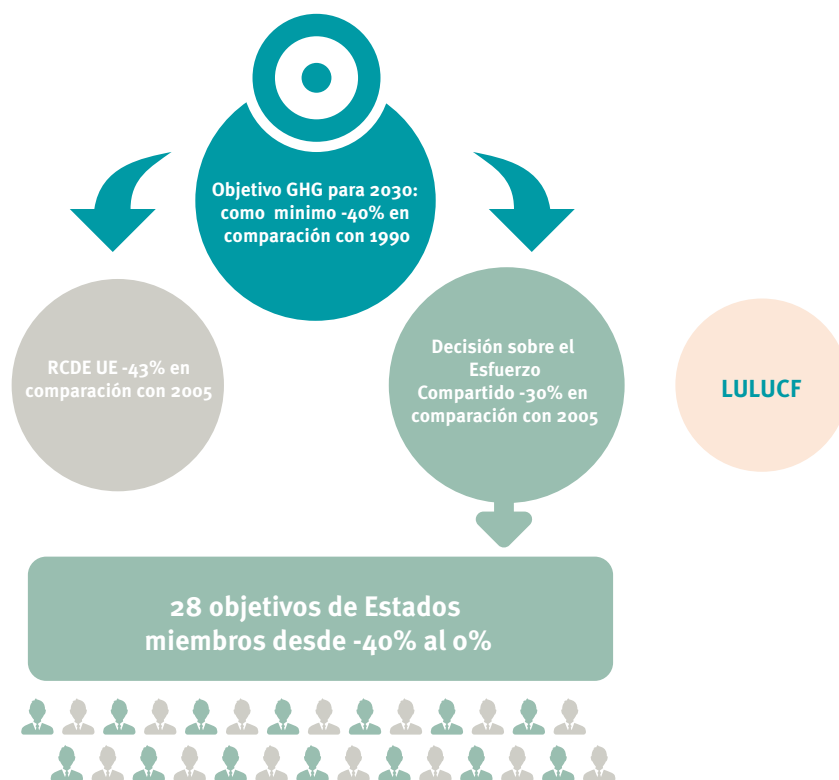 Objetivo GHG para 2030:
como minimo -40% en
comparación con 1990
RCDE UE -43% en
comparación con 2005
Decisión sobre el
Esfuerzo
Compartido -30% en
comparación con 2005
LULUCF
28 objetivos de Estados
miembros desde -40% al 0%